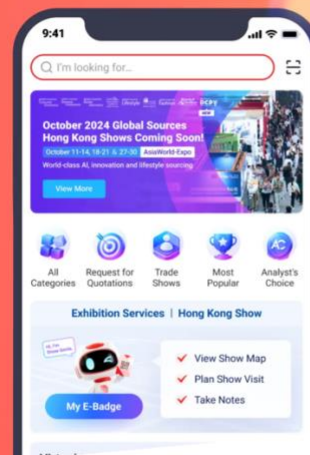 9:41
I'm looking for...
October 2024 Global Sources
Hong Kong Shows Coming Soon!
October 11-14, 18-21 & 27-30 AsiaWorld-Expo
World-class AI, innovation and lifestyle sourcing
View More
All Categories
Request for Quotations
Trade Shows
Most Popular
Analyst's Choice
Exhibition Services | Hong Kong Show
View Show Map
Plan Show Visit
Take Notes
My E-Badge